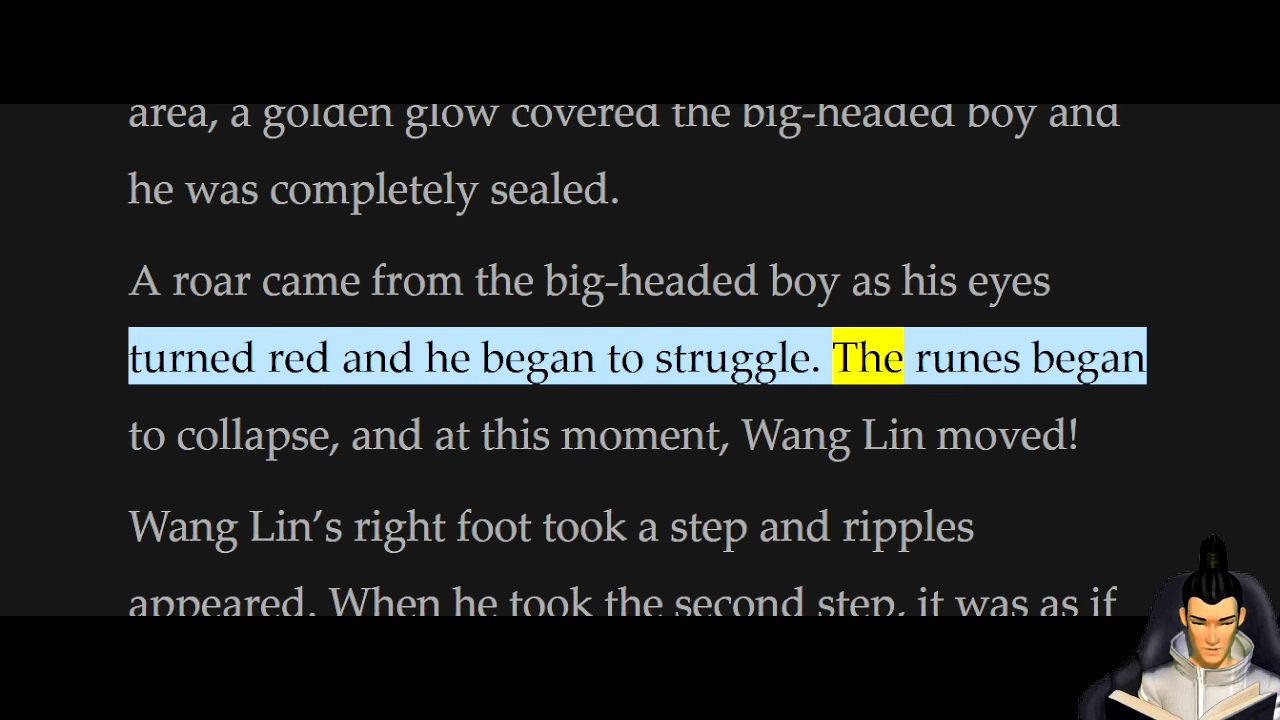 area, a golden glow covered the big-headed boy and
he was completely sealed.
A roar came from the big-headed boy as his eyes
turned red and he began to struggle. The runes began
to collapse, and at this moment, Wang Lin moved!
Wang Lin’s right foot took a step and ripples
appeared. When he took the second step, it was as if